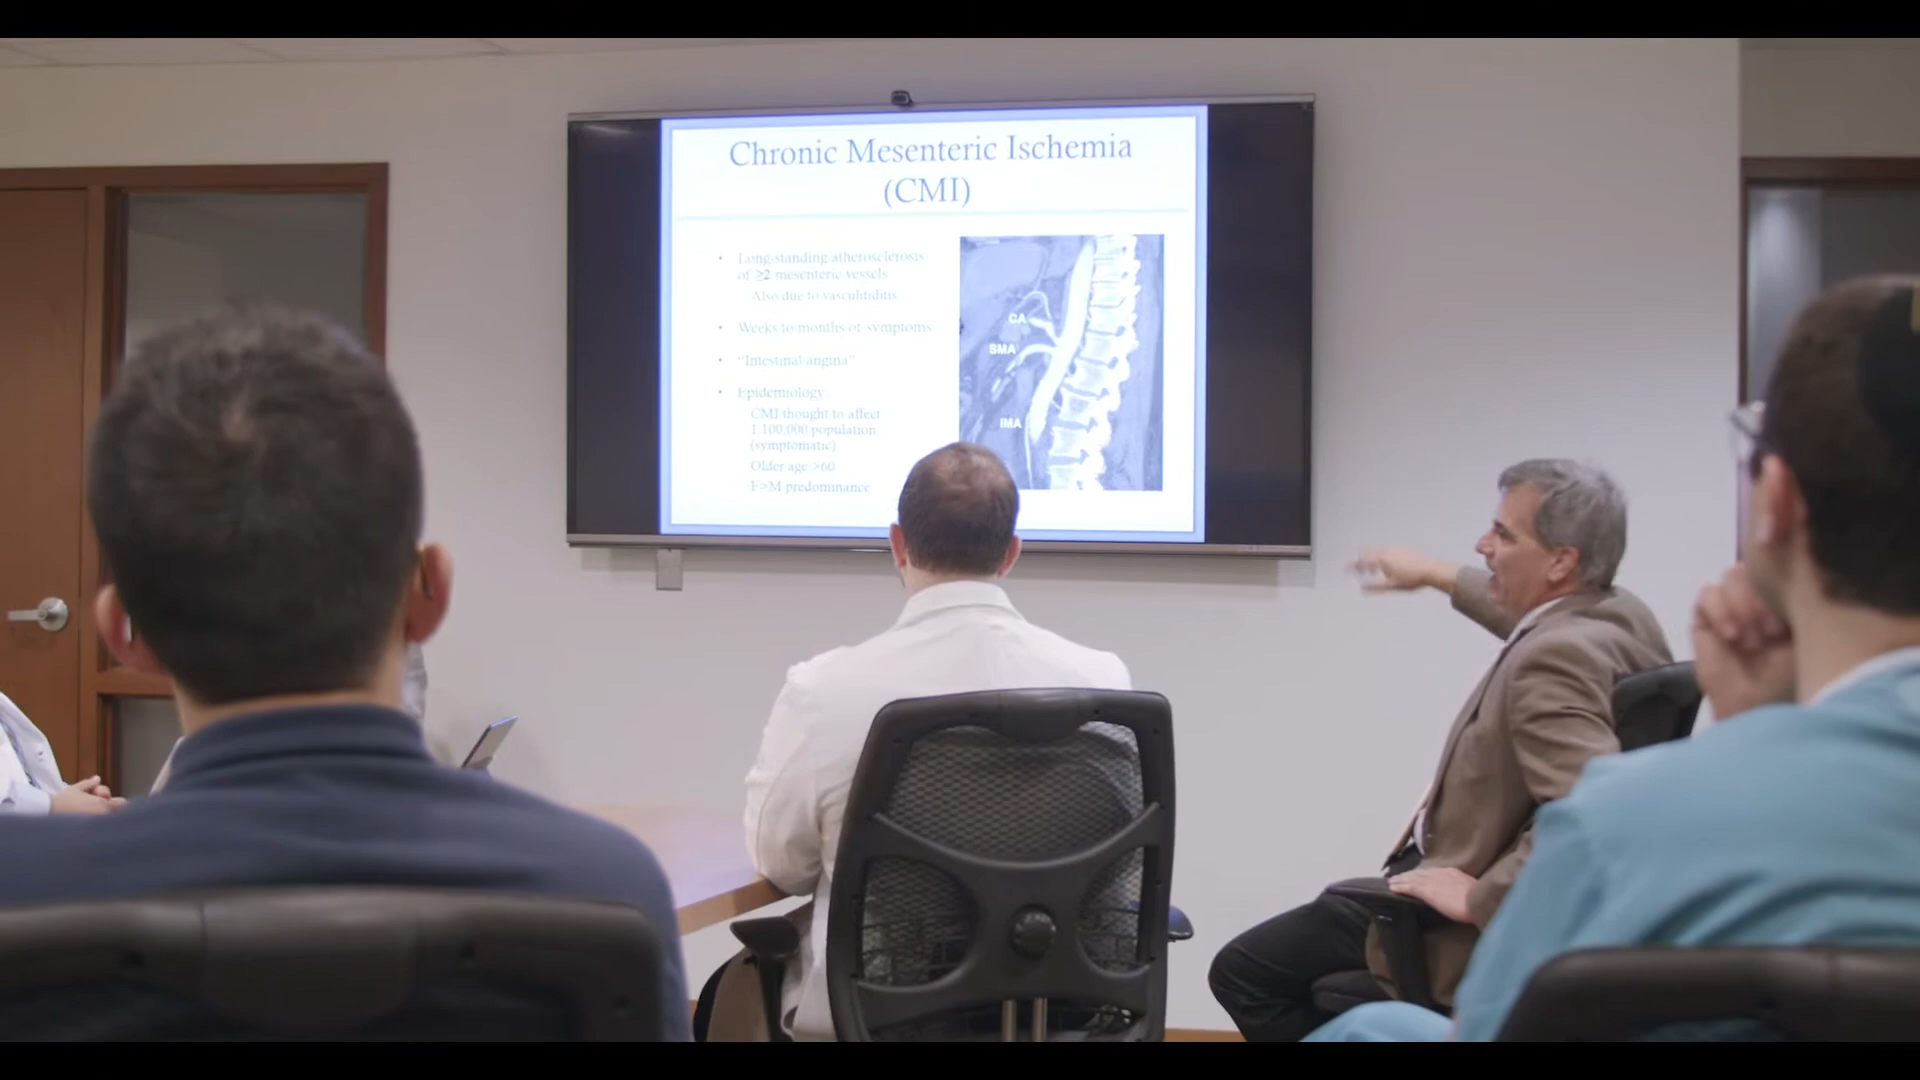 Chronic Mesenteric Ischemia
(CMI)
• Long-standing atherosclerosis
of ≥2 mesenteric vessels
Also due to vasculitiditis
• Weeks to months of symptoms
• "Intestinal angina"
• Epidemiology
CMI thought to affect
1:100,000 population
(symptomatic)
Older age >60
F>M predominance
CA
SMA
IMA